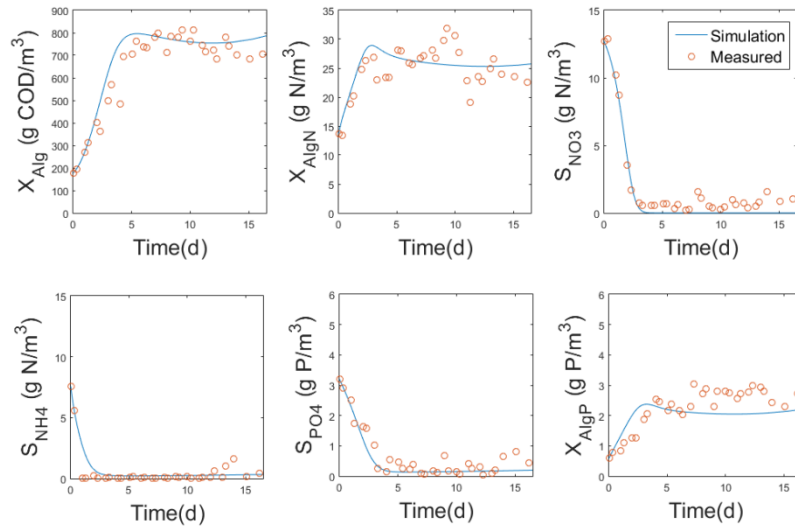 X_Alg (g COD/m³)
900
800
700
600
500
400
300
200
100
0
0 5 10 15
Time(d)
X_AlgN (g N/m³)
35
30
25
20
15
10
5
0
0 5 10 15
Time(d)
S_NO3 (g N/m³)
15
10
5
0
0 5 10 15
Time(d)
Simulation
Measured
S_NH4 (g N/m³)
15
10
5
0
0 5 10 15
Time(d)
S_PO4 (g P/m³)
6
5
4
3
2
1
0
0 5 10 15
Time(d)
X_AlgP (g P/m³)
6
5
4
3
2
1
0
0 5 10 15
Time(d)